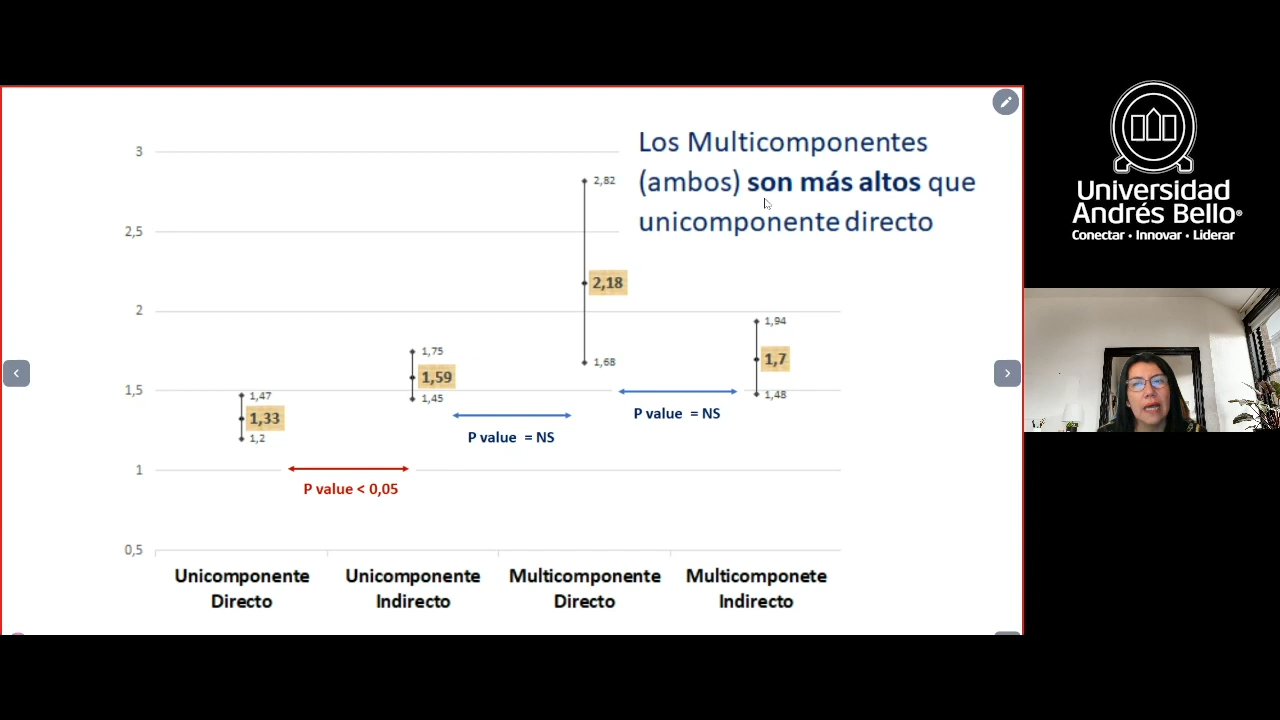 Los Multicomponentes
(ambos) son más altos que
unicomponente directo
3
2,5
2
1,5
1
0,5
2,82
2,18
1,68
1,94
1,7
1,48
1,75
1,59
1,45
1,47
1,33
1,2
P value = NS
P value = NS
P value < 0,05
Unicomponente
Directo
Unicomponente
Indirecto
Multicomponente
Directo
Multicomponete
Indirecto
Universidad
Andrés Bello®
Conectar • Innovar • Liderar